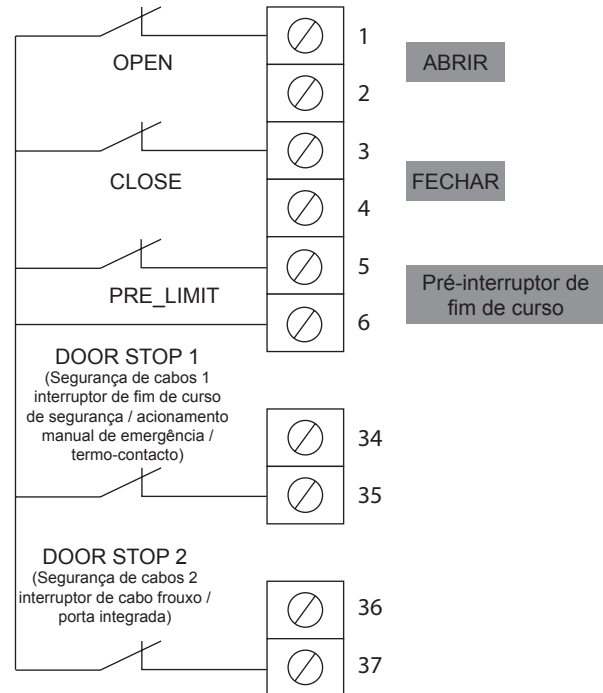 1
OPEN
ABRIR
2
3
CLOSE
FECHAR
4
5
PRE_LIMIT
Pré-interruptor de
fim de curso
6
DOOR STOP 1
(Segurança de cabos 1
interruptor de fim de curso
de segurança / acionamento
manual de emergência /
termo-contacto)
34
35
DOOR STOP 2
(Segurança de cabos 2
interruptor de cabo frouxo /
porta integrada)
36
37